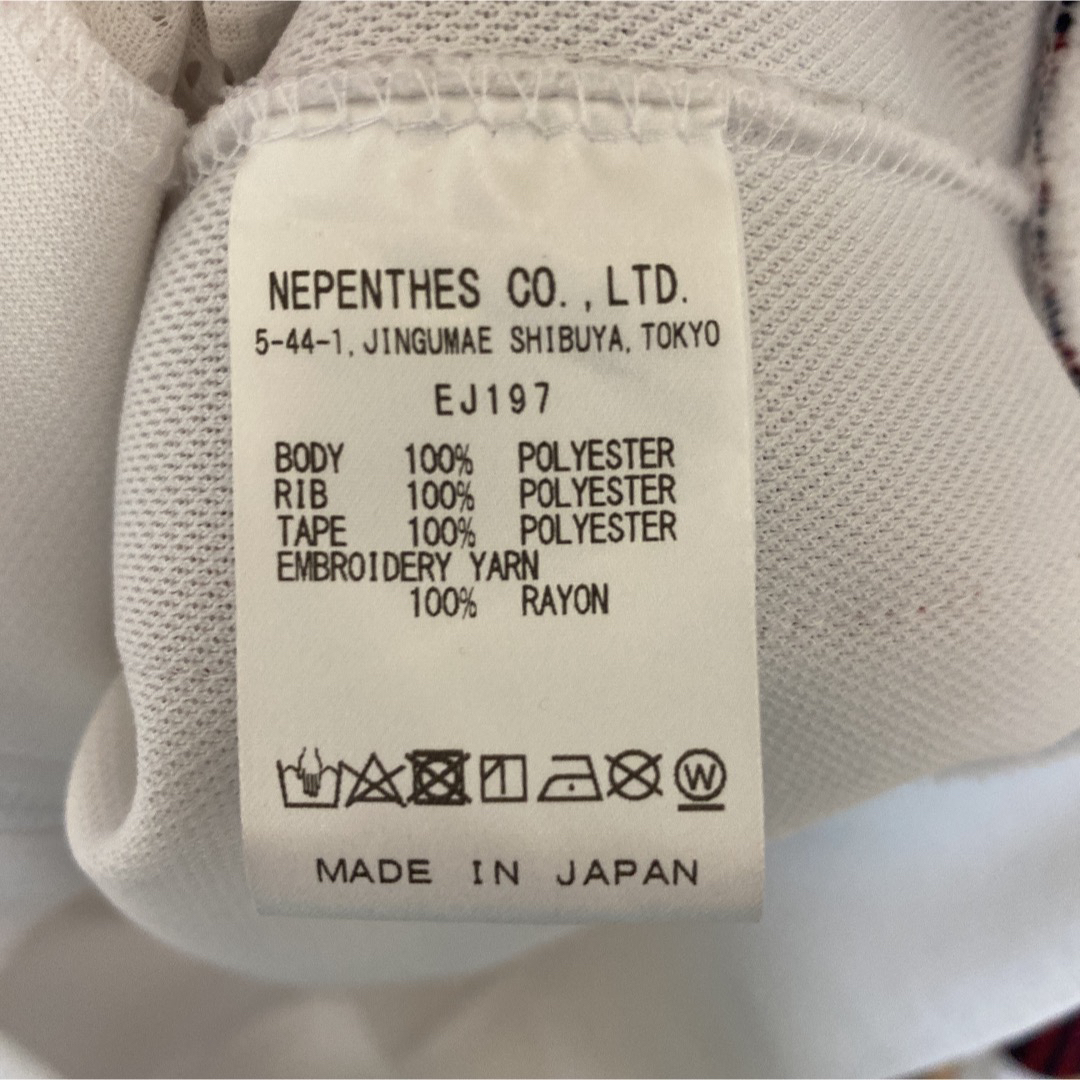 NEPENTHES CO.,LTD.
5-44-1, JINGUMAE SHIBUYA, TOKYO
EJ197
BODY 100% POLYESTER
RIB 100% POLYESTER
TAPE 100% POLYESTER
EMBROIDERY YARN
100% RAYON
W
MADE IN JAPAN